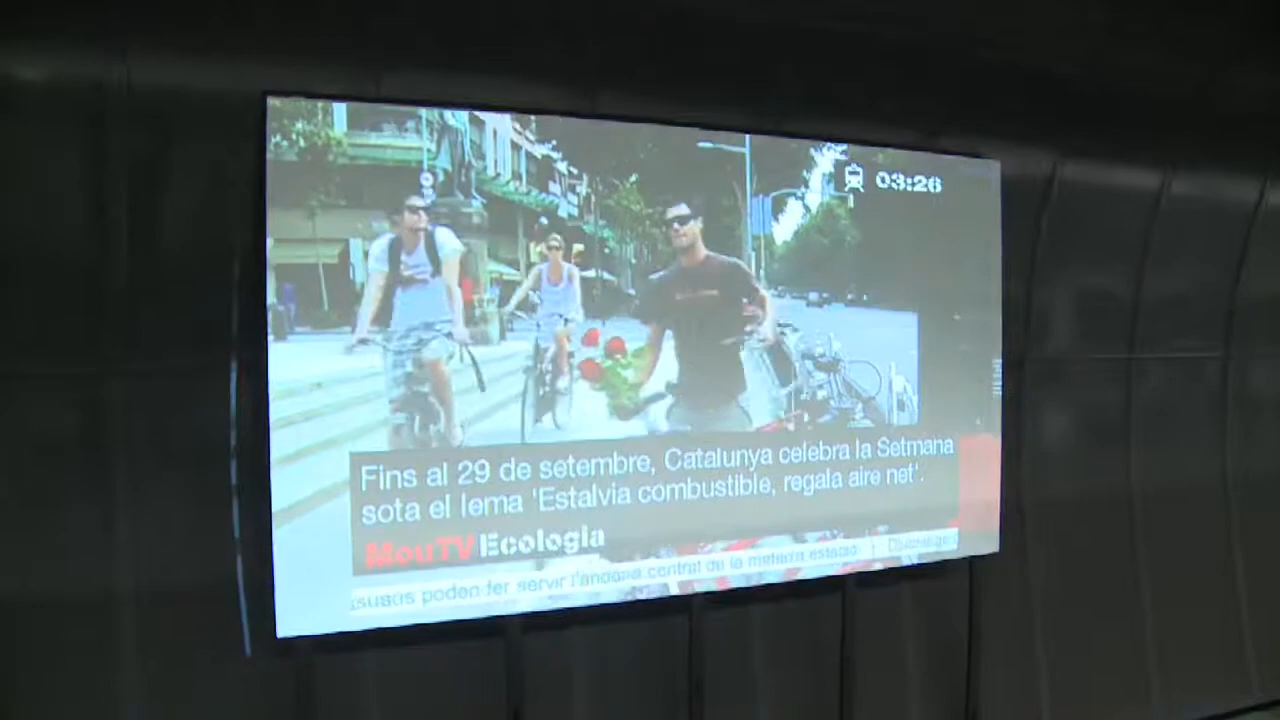 03:26
Fins al 29 de setembre, Catalunya celebra la Setmana
sota el lema 'Estalvia combustible, regala aire net'.
MouTV Ecologia
poden fer servir l'andana central de la mateixa estació